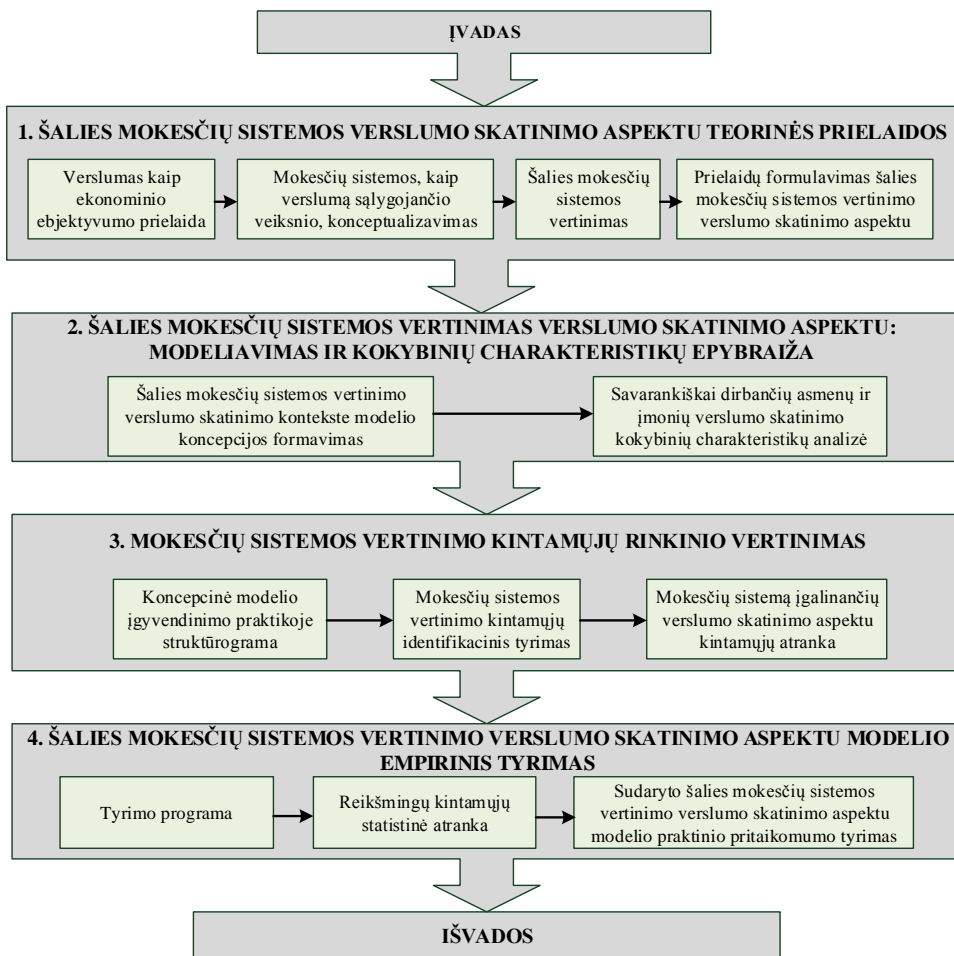 ĮVADAS
1. ŠALIES MOKESČIŲ SISTEMOS VERSLUMO SKATINIMO ASPEKTU TEORINĖS PRIELAIDOS
Verslumas kaip
ekonominio
ebjektyvumo prielaida
Mokesčių sistemos, kaip
verslumą sąlygojančio
veiksnio, konceptualizavimas
Šalies mokesčių
sistemos
vertinimas
Prielaidų formulavimas šalies
mokesčių sistemos vertinimo
verslumo skatinimo aspektu
2. ŠALIES MOKESČIŲ SISTEMOS VERTINIMAS VERSLUMO SKATINIMO ASPEKTU:
MODELIAVIMAS IR KOKYBINIŲ CHARAKTERISTIKŲ EPYBRAIŽA
Šalies mokesčių sistemos vertinimo
verslumo skatinimo kontekste modelio
koncepcijos formavimas
Savarankiškai dirbančių asmenų ir
įmonių verslumo skatinimo
kokybinių charakteristikų analizė
3. MOKESČIŲ SISTEMOS VERTINIMO KINTAMŲJŲ RINKINIO VERTINIMAS
Koncepcinė modelio
įgyvendinimo praktikoje
struktūrograma
Mokesčių sistemos
vertinimo kintamųjų
identifikacinis tyrimas
Mokesčių sistemą įgalinančių
verslumo skatinimo aspektu
kintamųjų atranka
4. ŠALIES MOKESČIŲ SISTEMOS VERTINIMO VERSLUMO SKATINIMO ASPEKTU MODELIO
EMPIRINIS TYRIMAS
Tyrimo programa
Reikšmingų kintamųjų
statistinė atranka
Sudaryto šalies mokesčių sistemos
vertinimo verslumo skatinimo aspektu
modelio praktinio pritaikomumo tyrimas
IŠVADOS